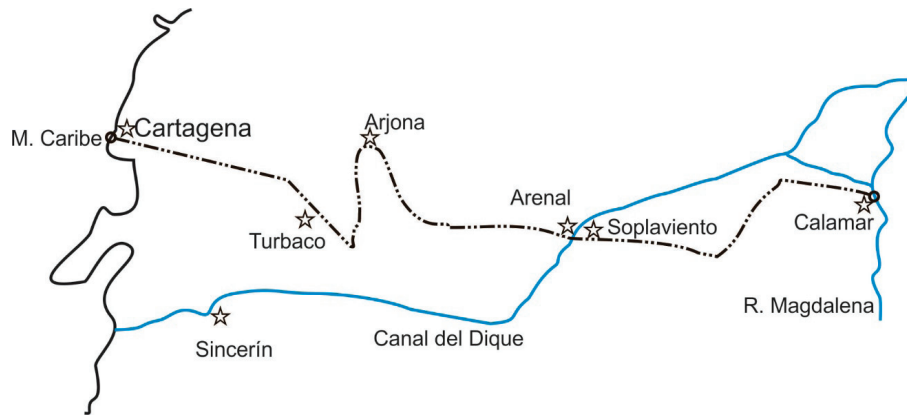 M. Caribe
Cartagena
Arjona
Turbaco
Arenal
Soplaviento
Calamar
R. Magdalena
Canal del Dique
Sincerín